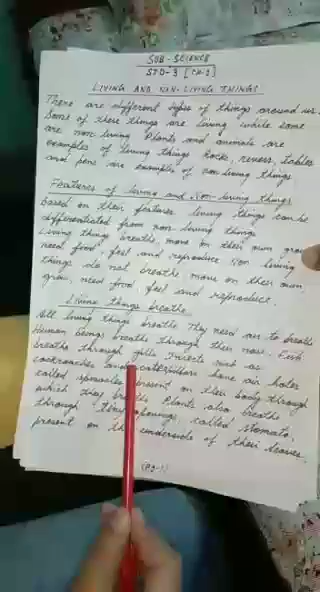 SUB-SCIENCE
STD-3 [CH-1]
LIVING AND NON-LIVING THINGS
There are different types of things around us.
Some of these things are living while some
are non living Plants and animals are
examples of living things Rocks, rivers, tables
and pens are examples of non living things
Features of living and Non-living things
based on their features living things can be
differentiated from non living things
Living things breathe, move on their own grow
need food, feel and reproduce Non living
things do not breathe move on their own,
grow need food feel and reproduce.
Living things breathe
All living things breathe. They need air to breathe
Human beings breathe through their nose. Fish
breathe through gills Insects such as
cockroaches and caterpillars have air holes
called spiracles present on their body through
which they breathe Plants also breathe
through tiny openings called stomata,
present on the underside of their leaves.
(PG-1)